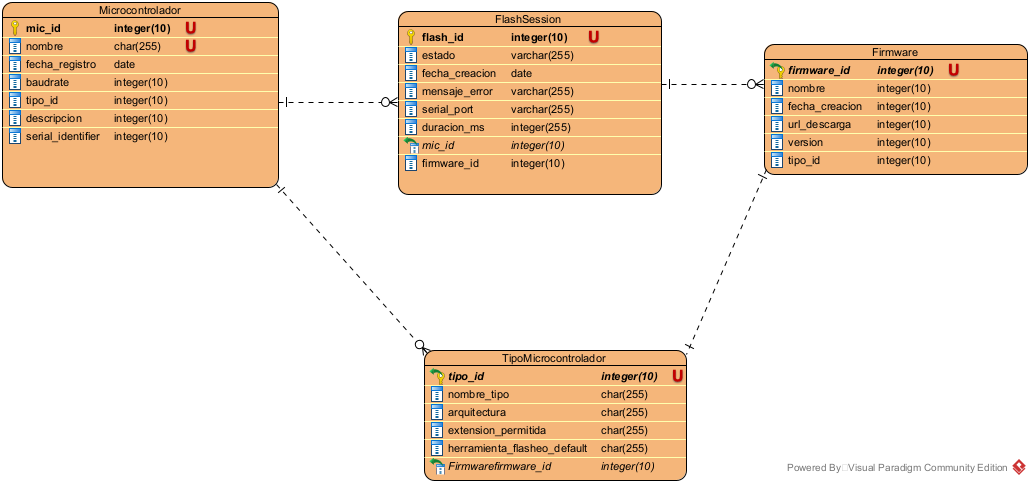 Microcontrolador
mic_id integer(10) U
nombre char(255) U
fecha_registro date
baudrate integer(10)
tipo_id integer(10)
descripcion integer(10)
serial_identifier integer(10)
FlashSession
flash_id integer(10) U
estado varchar(255)
fecha_creacion date
mensaje_error varchar(255)
serial_port varchar(255)
duracion_ms integer(255)
mic_id integer(10)
firmware_id integer(10)
Firmware
firmware_id integer(10) U
nombre integer(10)
fecha_creacion integer(10)
url_descarga integer(10)
version integer(10)
tipo_id integer(10)
TipoMicrocontrolador
tipo_id integer(10) U
nombre_tipo char(255)
arquitectura char(255)
extension_permitida char(255)
herramienta_flasheo_default char(255)
Firmwarefirmware_id integer(10)
Powered By Visual Paradigm Community Edition